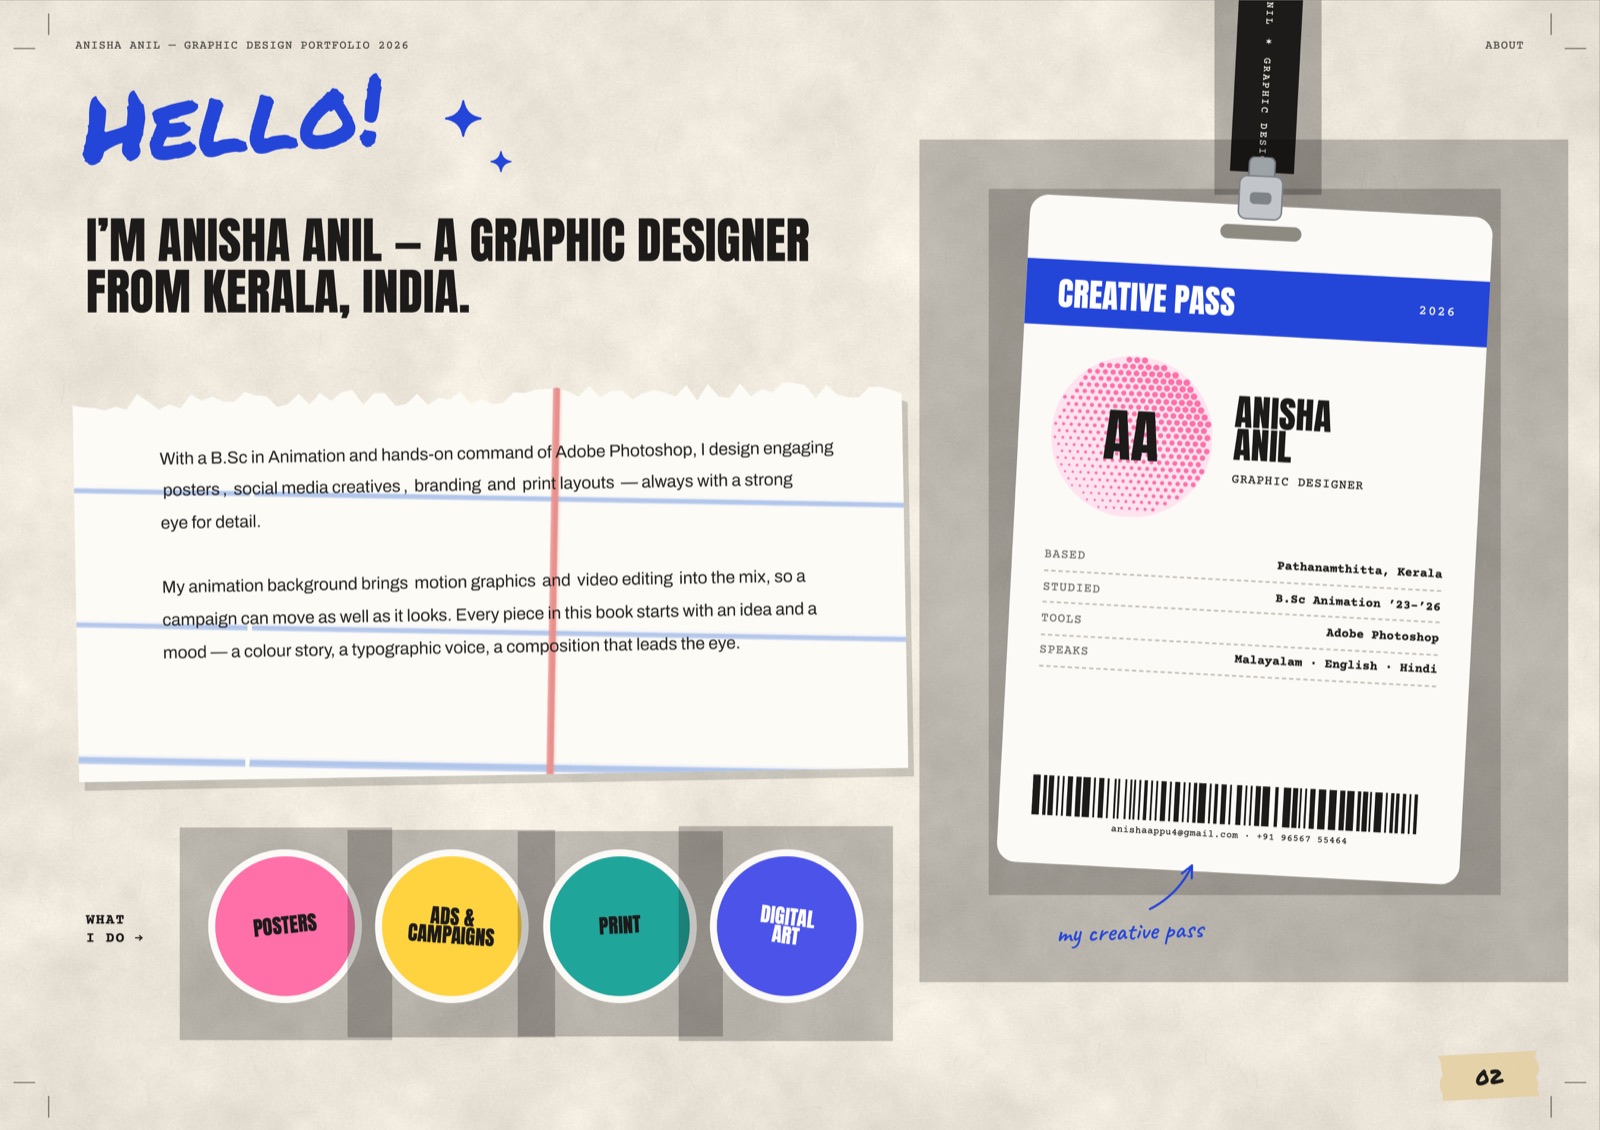 ANISHA ANIL — GRAPHIC DESIGN PORTFOLIO 2026
ABOUT
HELLO!
I’M ANISHA ANIL — A GRAPHIC DESIGNER
FROM KERALA, INDIA.
With a B.Sc in Animation and hands-on command of Adobe Photoshop, I design engaging
posters, social media creatives, branding and print layouts — always with a strong
eye for detail.
My animation background brings motion graphics and video editing into the mix, so a
campaign can move as well as it looks. Every piece in this book starts with an idea and a
mood — a colour story, a typographic voice, a composition that leads the eye.
WHAT
I DO →
POSTERS
ADS &
CAMPAIGNS
PRINT
DIGITAL
ART
NIL ✶ GRAPHIC DESI
CREATIVE PASS
2026
AA
ANISHA
ANIL
GRAPHIC DESIGNER
BASED Pathanamthitta, Kerala
STUDIED B.Sc Animation ’23–’26
TOOLS Adobe Photoshop
SPEAKS Malayalam · English · Hindi
anishaappu4@gmail.com · +91 96567 55464
my creative pass
02